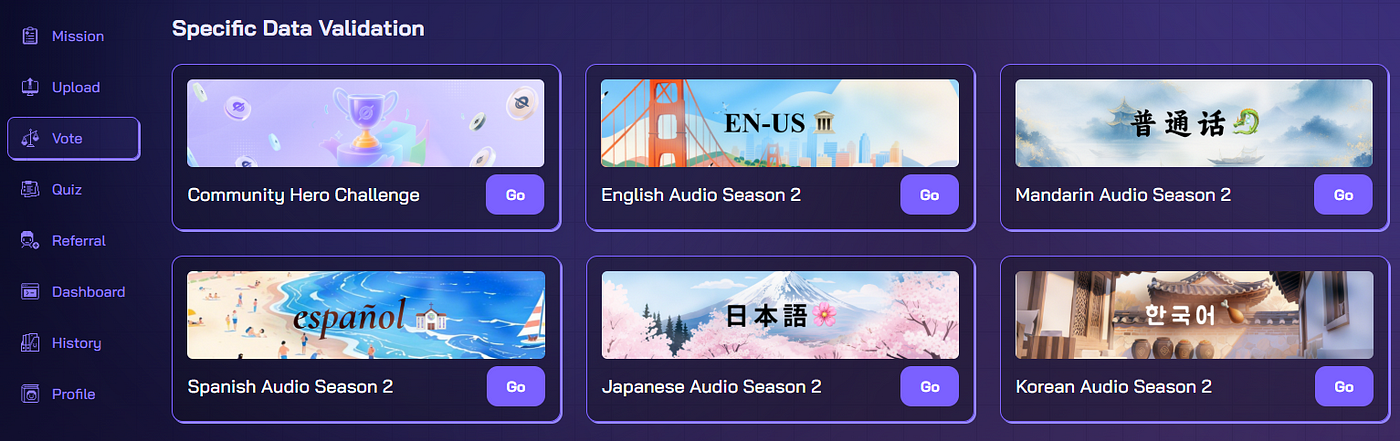 Mission
Upload
Vote
Quiz
Referral
Dashboard
History
Profile
Specific Data Validation
Community Hero Challenge
Go
EN-US
English Audio Season 2
Go
普通话
Mandarin Audio Season 2
Go
español
Spanish Audio Season 2
Go
日本語
Japanese Audio Season 2
Go
한국어
Korean Audio Season 2
Go